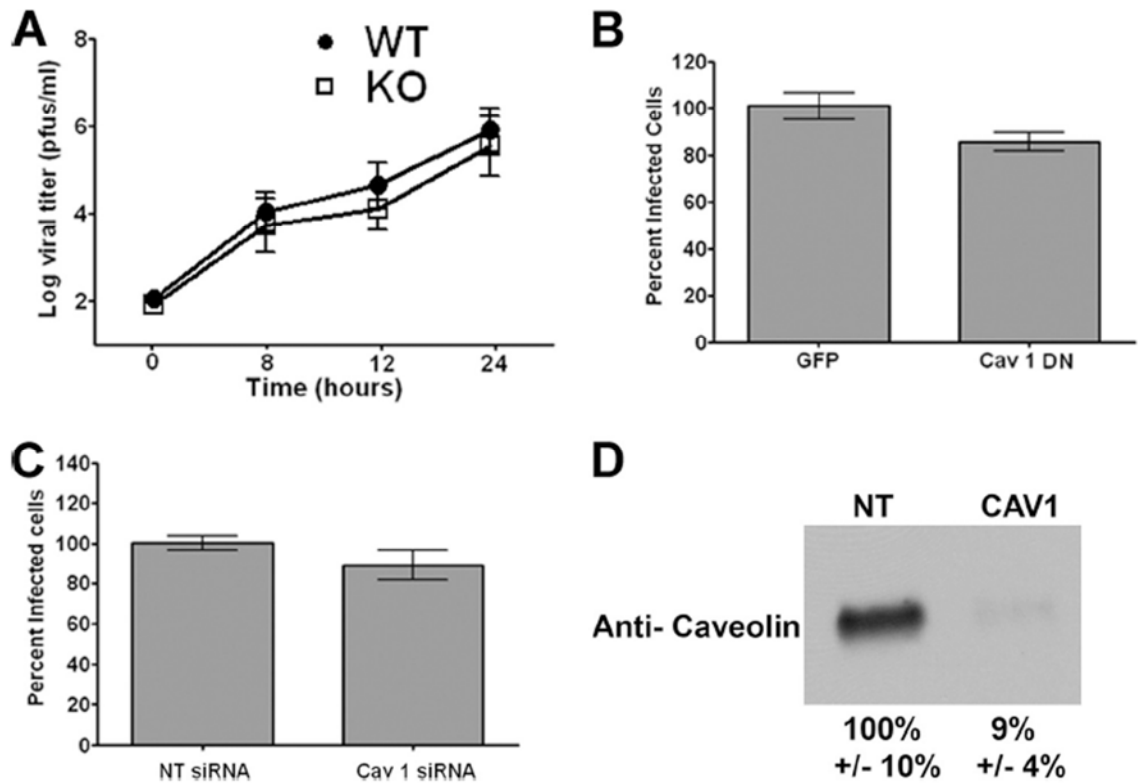 A
8
6
4
2
Log viral titer (pfus/ml)
WT
KO
0 8 12 24
Time (hours)
B
120
100
80
60
40
20
0
Percent Infected Cells
GFP Cav 1 DN
C
140
120
100
80
60
40
20
0
Percent Infected cells
NT siRNA Cav 1 siRNA
D
NT CAV1
Anti- Caveolin
100% 9%
+/- 10% +/- 4%